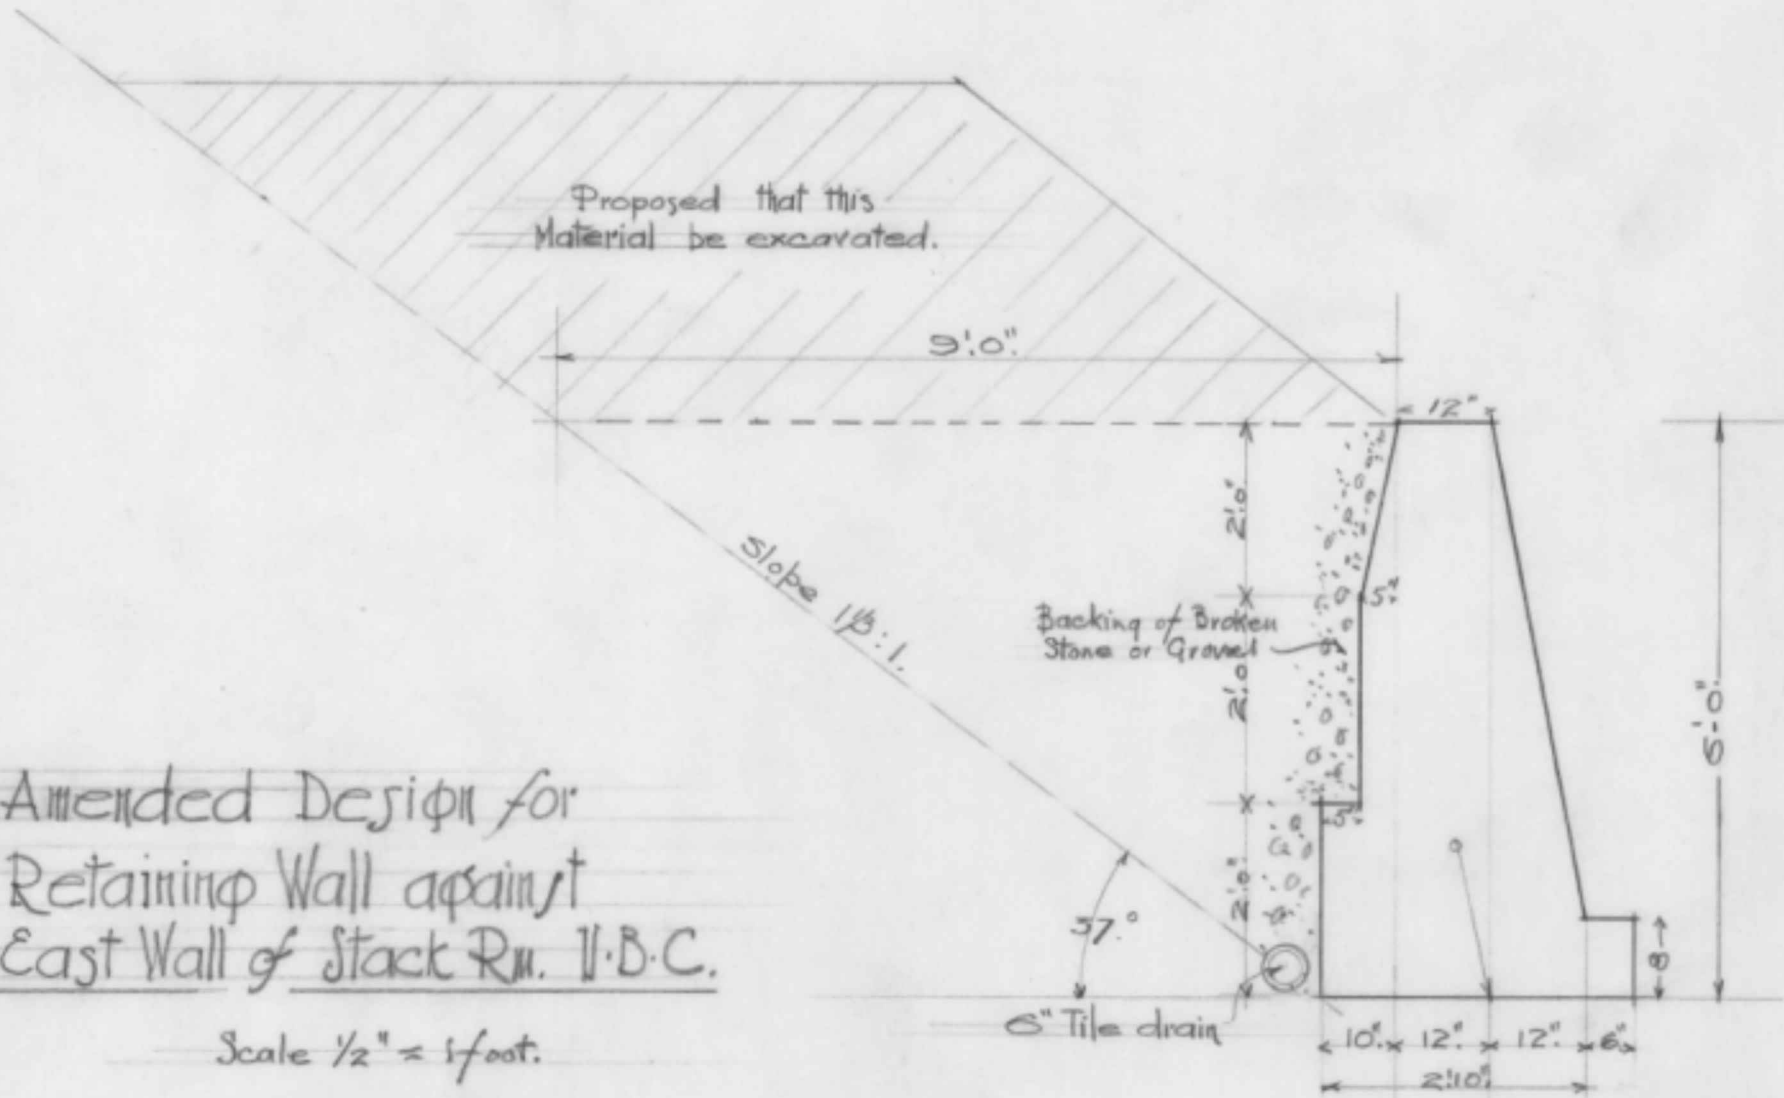 Proposed that this
Material be excavated.
9'.0".
12"
2'.0"
Slope 1⅓ : 1.
5"
Backing of Broken
Stone or Gravel
2'.0"
6'-0"
Amended Design for
Retaining Wall against
East Wall of Stack Rm. U.B.C.
5"
2'.0"
37.°
8
6" Tile drain
10". 12". 12". 6"
2'10"
Scale ½" = 1 foot.